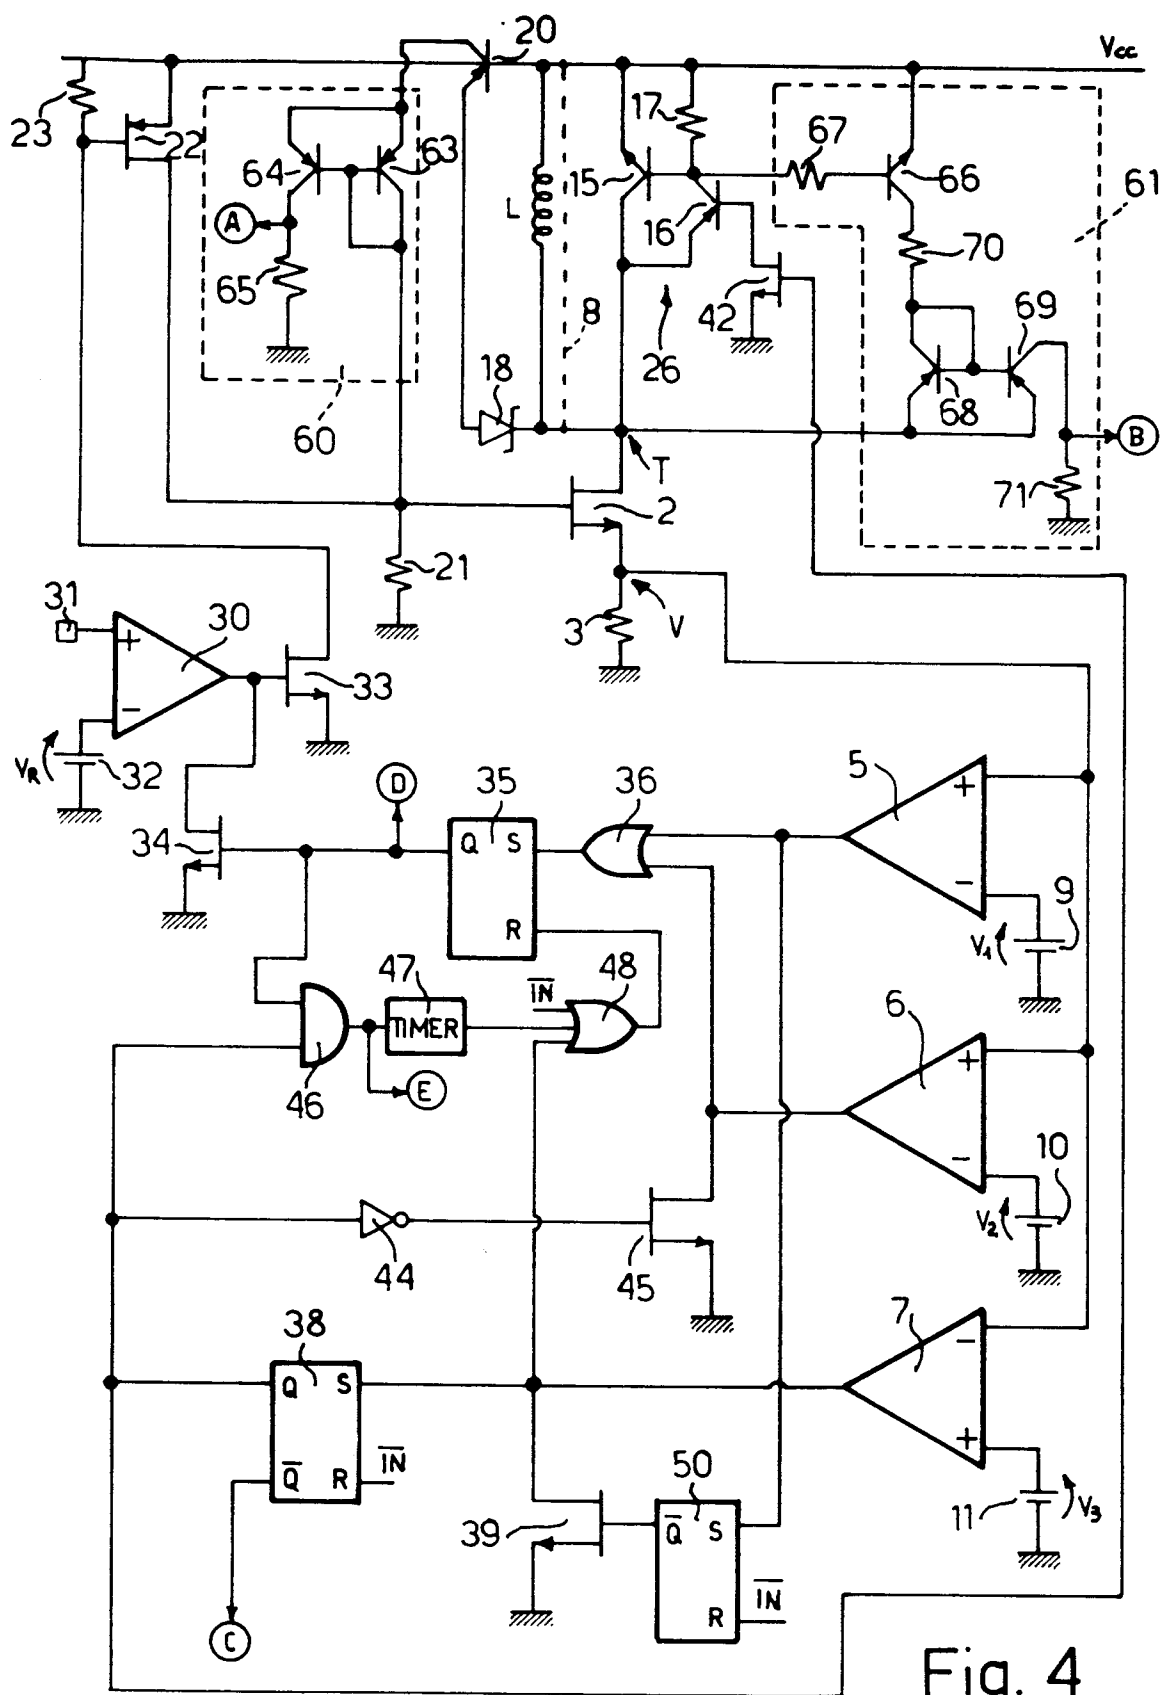 20
Vcc
23
22
64
63
17
67
15
66
61
A
L
16
70
65
8
42
69
18
26
68
60
T
B
2
71
21
31
30
+
3
V
33
−
VR
32
D
35
36
5
34
Q S
+
−
9
R
V1
47
IN
48
6
TIMER
+
46
E
−
10
V2
44
45
38
7
Q S
−
IN
50
+
Q R
39
Q S
11
V3
IN
R
C
Fig. 4